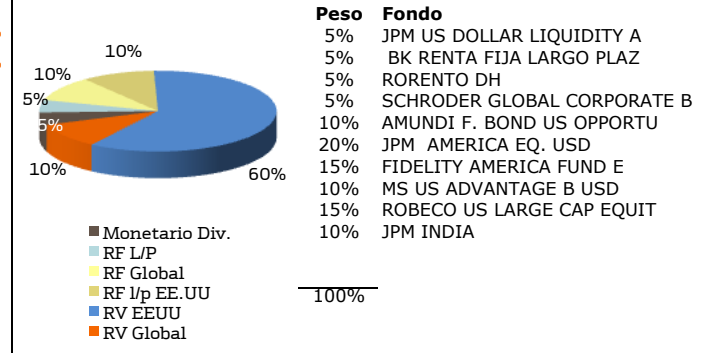 10%
10%
5%
5%
10%
60%
Monetario Div.
RF L/P
RF Global
RF l/p EE.UU
RV EEUU
RV Global
Peso Fondo
5% JPM US DOLLAR LIQUIDITY A
5% BK RENTA FIJA LARGO PLAZ
5% RORENTO DH
5% SCHRODER GLOBAL CORPORATE B
10% AMUNDI F. BOND US OPPORTU
20% JPM AMERICA EQ. USD
15% FIDELITY AMERICA FUND E
10% MS US ADVANTAGE B USD
15% ROBECO US LARGE CAP EQUIT
10% JPM INDIA
100%